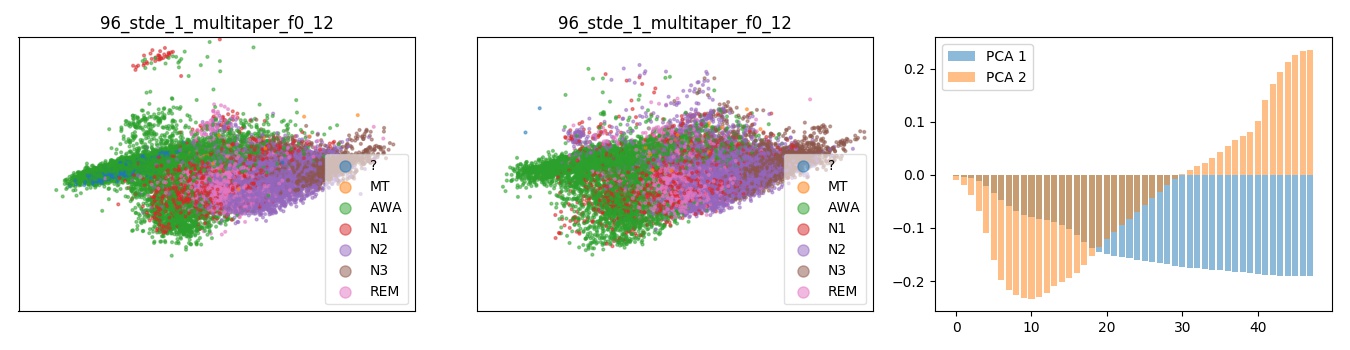 96_stde_1_multitaper_f0_12
?
MT
AWA
N1
N2
N3
REM
96_stde_1_multitaper_f0_12
?
MT
AWA
N1
N2
N3
REM
PCA 1
PCA 2
0.2
0.1
0.0
−0.1
−0.2
0
10
20
30
40